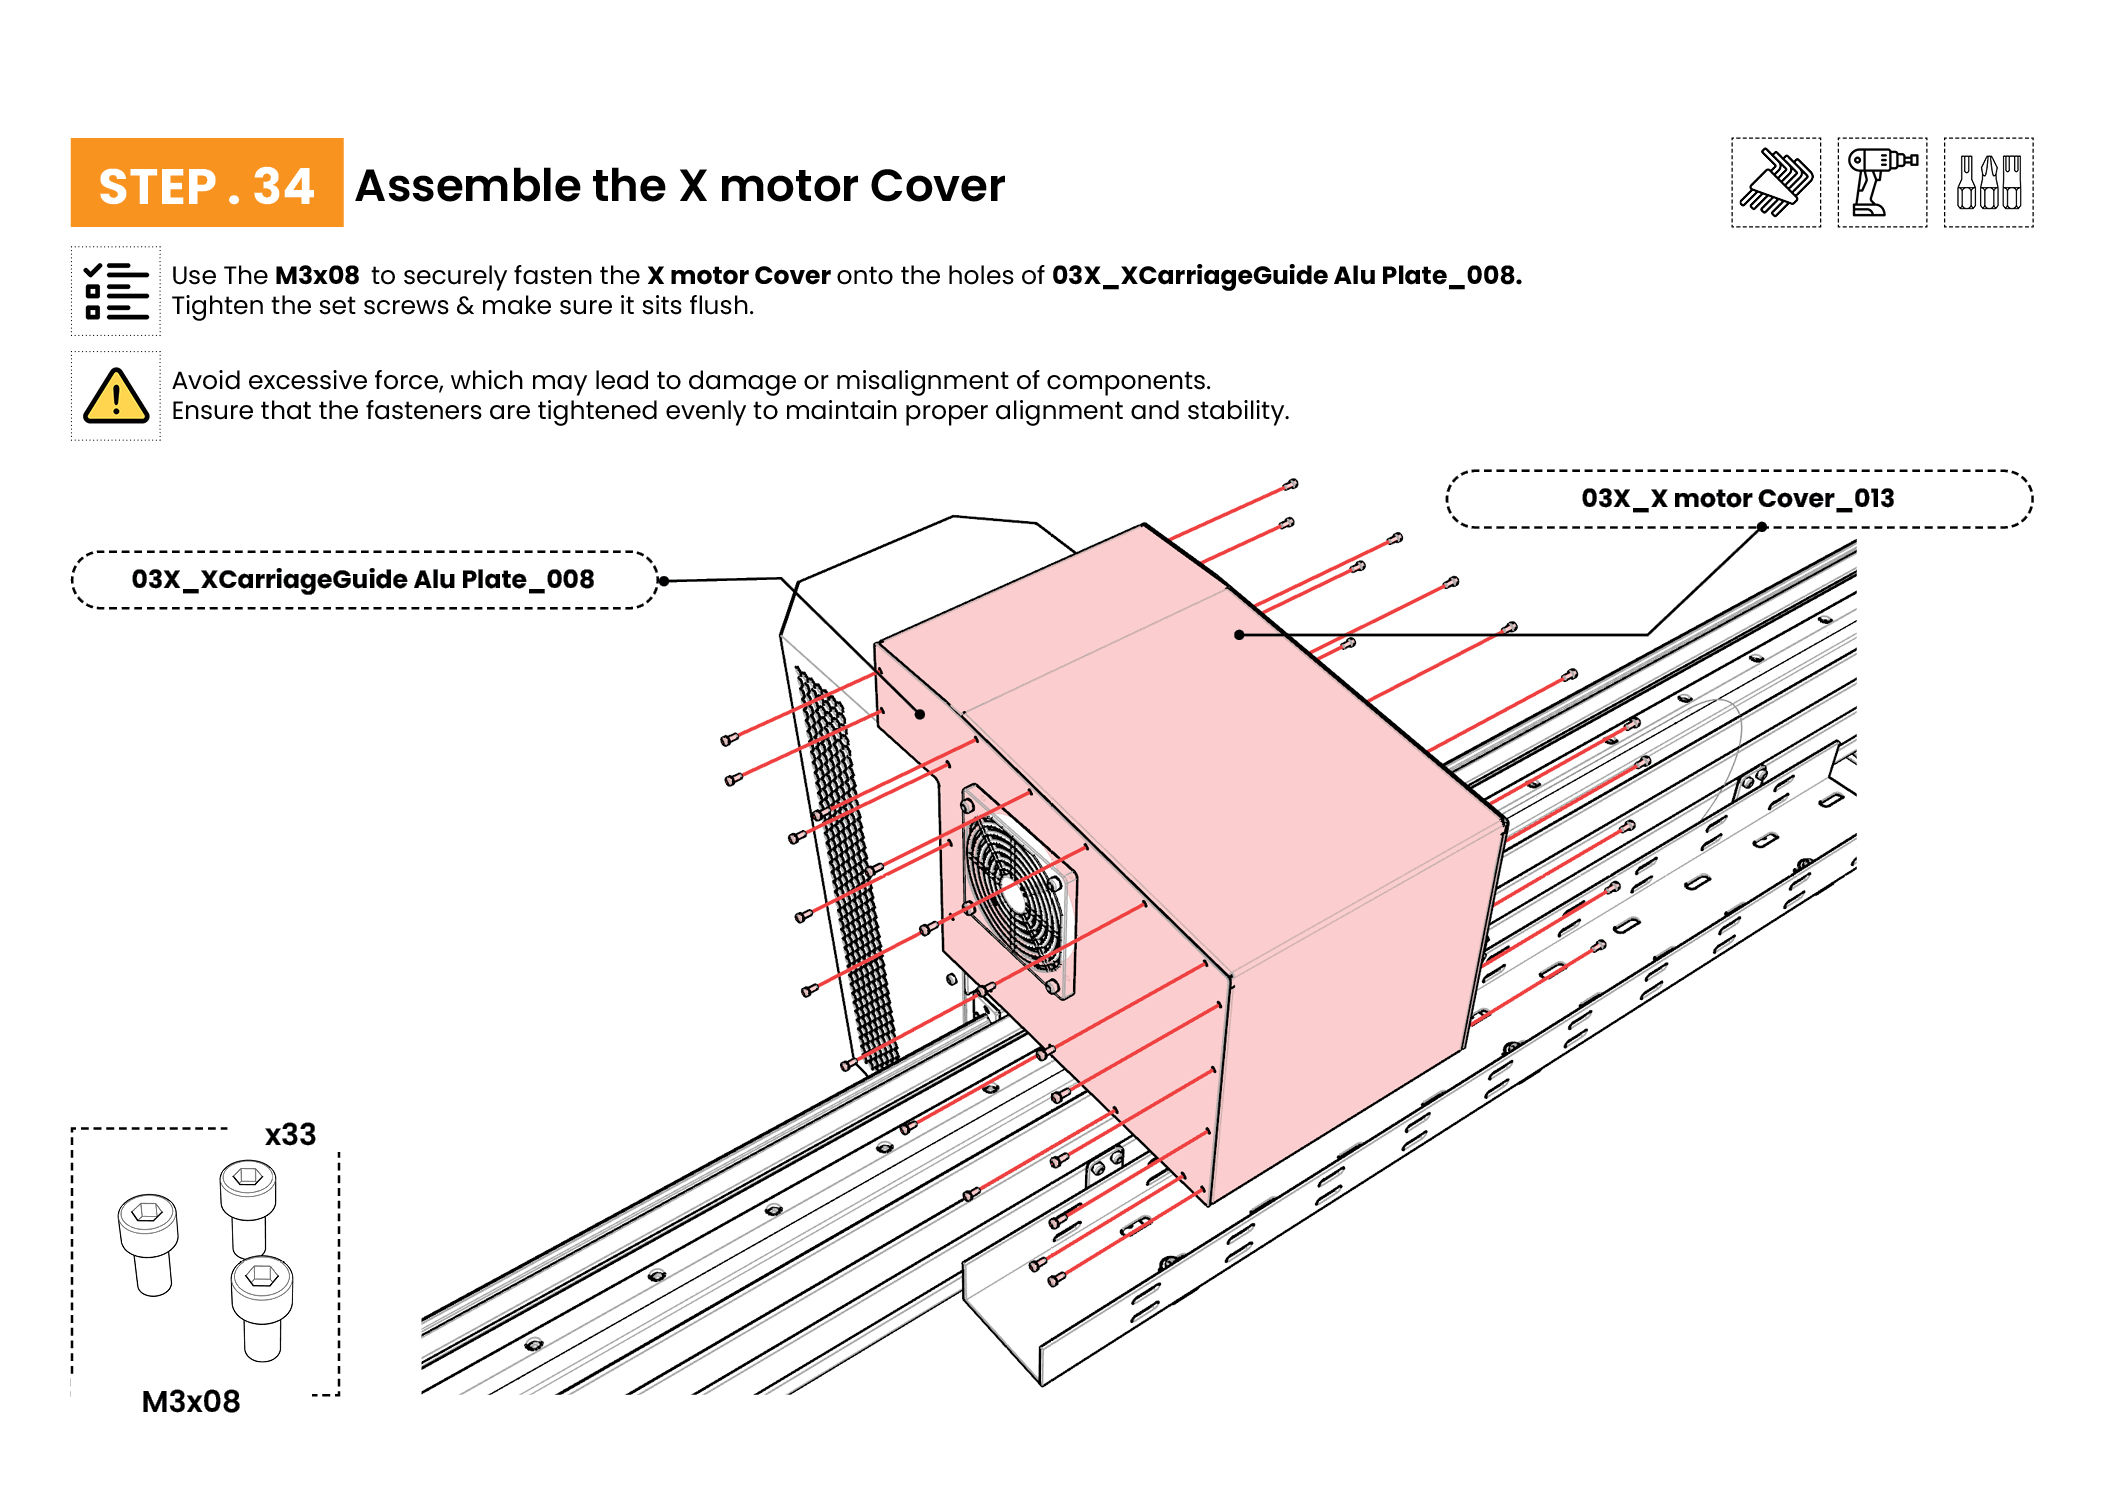 STEP . 34 Assemble the X motor Cover
Use The M3x08 to securely fasten the X motor Cover onto the holes of 03X_XCarriageGuide Alu Plate_008.
Tighten the set screws & make sure it sits flush.
Avoid excessive force, which may lead to damage or misalignment of components.
Ensure that the fasteners are tightened evenly to maintain proper alignment and stability.
03X_X motor Cover_013
03X_XCarriageGuide Alu Plate_008
x33
M3x08